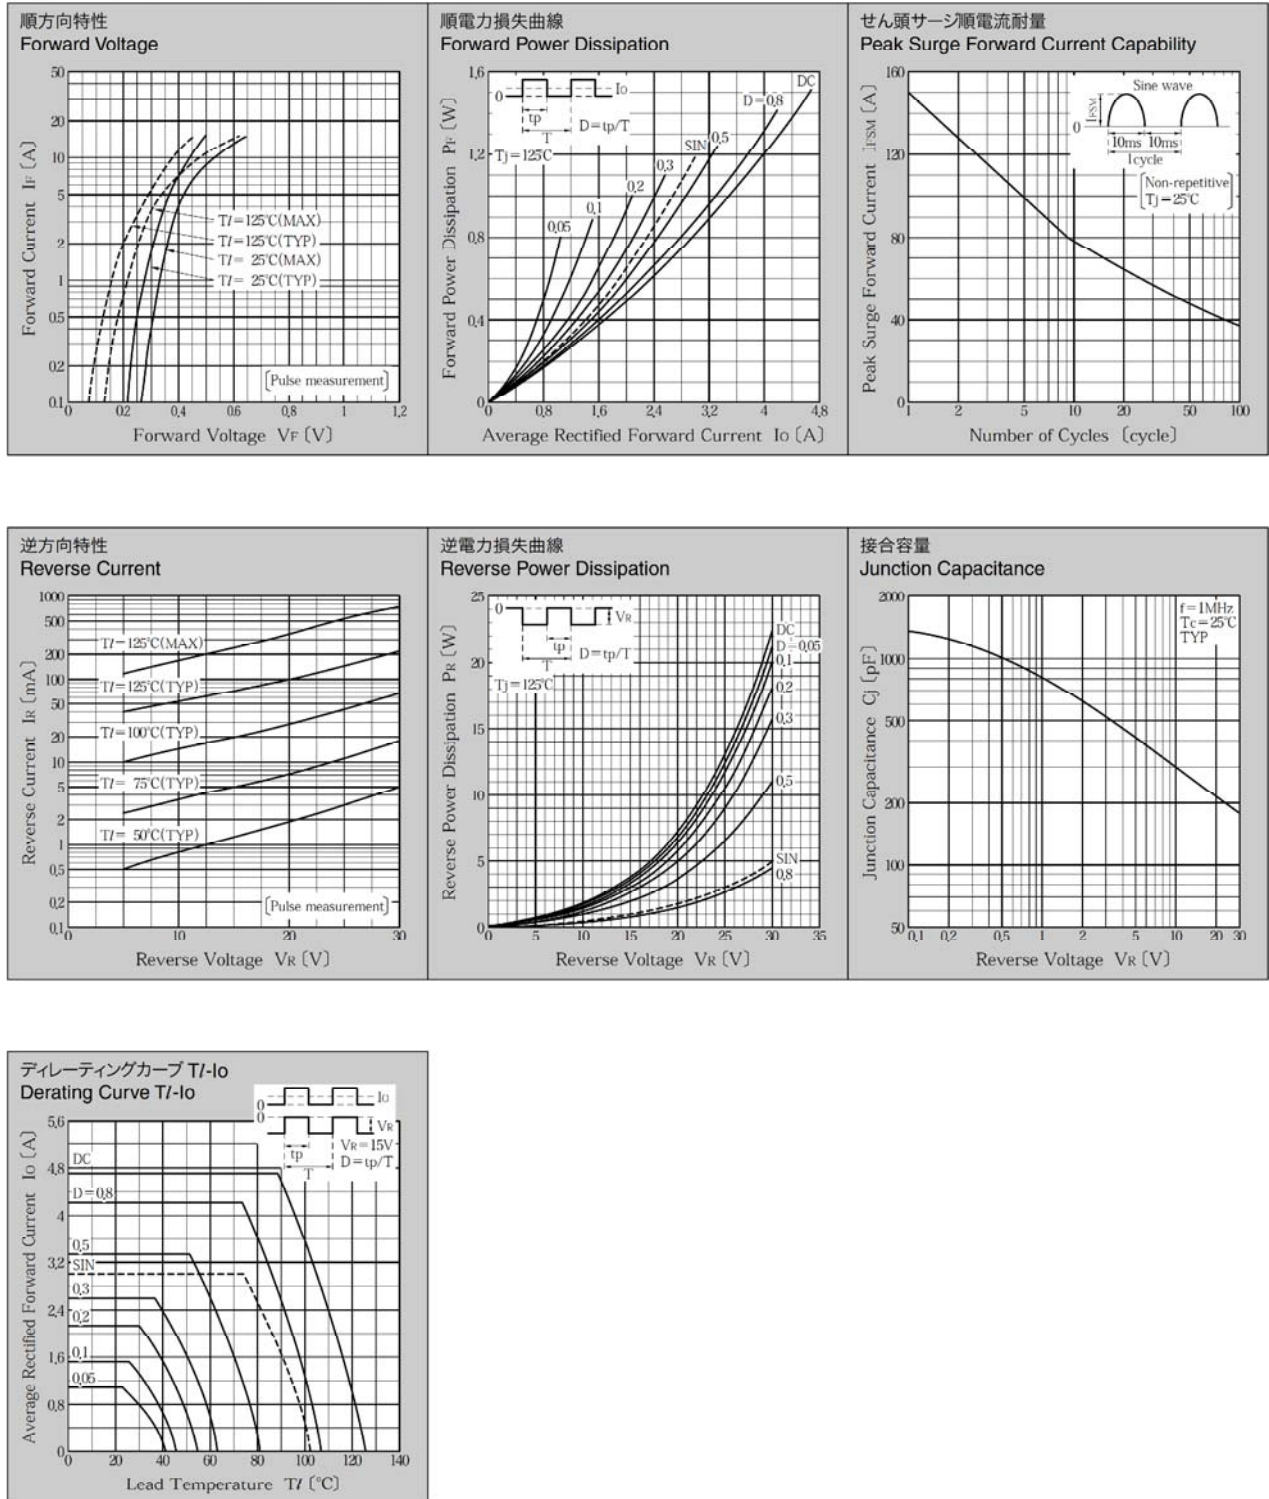 順方向特性
Forward Voltage
50
20
10
5
2
1
0.5
0.2
0.1
Forward Current IF [A]
Tl=125℃(MAX)
Tl=125℃(TYP)
Tl= 25℃(MAX)
Tl= 25℃(TYP)
[Pulse measurement]
0 0.2 0.4 0.6 0.8 1 1.2
Forward Voltage VF [V]
順電力損失曲線
Forward Power Dissipation
1.6
1.2
0.8
0.4
0
Forward Power Dissipation PF [W]
0
Io
tp
T
D=tp/T
Tj=125℃
DC
D=0.8
SIN
0.5
0.3
0.2
0.1
0.05
0 0.8 1.6 2.4 3.2 4 4.8
Average Rectified Forward Current Io [A]
せん頭サージ順電流耐量
Peak Surge Forward Current Capability
160
120
80
40
0
Peak Surge Forward Current IFSM [A]
Sine wave
IFSM
0
10ms 10ms
1cycle
[Non-repetitive
Tj=25℃]
1 2 5 10 20 50 100
Number of Cycles [cycle]
逆方向特性
Reverse Current
1000
500
200
100
50
20
10
5
2
1
0.5
0.2
0.1
Reverse Current IR [mA]
Tl=125℃(MAX)
Tl=125℃(TYP)
Tl=100℃(TYP)
Tl= 75℃(TYP)
Tl= 50℃(TYP)
[Pulse measurement]
0 10 20 30
Reverse Voltage VR [V]
逆電力損失曲線
Reverse Power Dissipation
25
20
15
10
5
0
Reverse Power Dissipation PR [W]
0
VR
tp
T
D=tp/T
Tj=125℃
DC
D=0.05
0.1
0.2
0.3
0.5
SIN
0.8
0 5 10 15 20 25 30 35
Reverse Voltage VR [V]
接合容量
Junction Capacitance
2000
1000
500
200
100
50
Junction Capacitance Cj [pF]
f=1MHz
Tc=25℃
TYP
0.1 0.2 0.5 1 2 5 10 20 30
Reverse Voltage VR [V]
ディレーティングカーブ Tl-Io
Derating Curve Tl-Io
5.6
4.8
4
3.2
2.4
1.6
0.8
0
Average Rectified Forward Current Io [A]
0
Io
0
VR
tp
T
VR=15V
D=tp/T
DC
D=0.8
0.5
SIN
0.3
0.2
0.1
0.05
0 20 40 60 80 100 120 140
Lead Temperature Tl [℃]